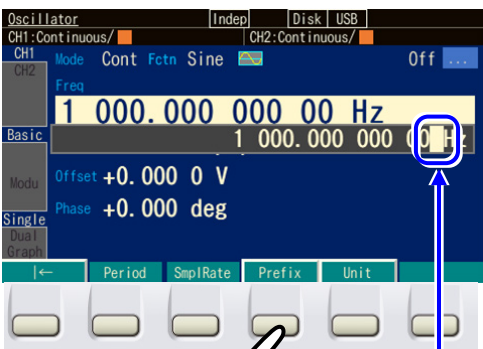 Oscillator Indep Disk USB
CH1:Continuous/ CH2:Continuous/
CH1 Mode Cont Fctn Sine Off ...
CH2
Freq
1 000.000 000 00 Hz
Basic 1 000.000 000 00 Hz
Modu Offset +0.000 0 V
Phase +0.000 deg
Single
Dual
Graph
|← Period SmplRate Prefix Unit